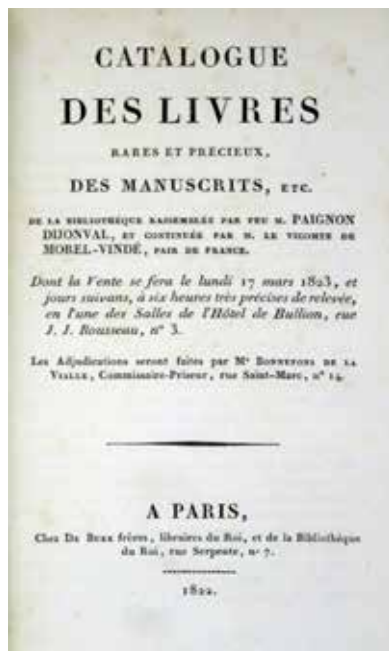 CATALOGUE
DES LIVRES
RARES ET PRÉCIEUX,
DES MANUSCRITS, ETC.
DE LA BIBLIOTHÈQUE RASSEMBLÉE PAR FEU M. PAIGNON
DIJONVAL, ET CONTINUÉE PAR M. LE VICOMTE DE
MOREL-VINDÉ, PAIR DE FRANCE.
Dont la Vente se fera le lundi 17 mars 1823, et
jours suivans, à six heures très précises de relevée,
en l'une des Salles de l'Hôtel de Bullion, rue
J. J. Rousseau, n° 3.
Les Adjudications seront faites par Me BONNEFONS DE LA
VIALLE, Commissaire-Priseur, rue Saint-Marc, n° 14.
A PARIS,
Chez DE BURE frères, libraires du Roi, et de la Bibliothèque
du Roi, rue Serpente, n° 7.
1822.